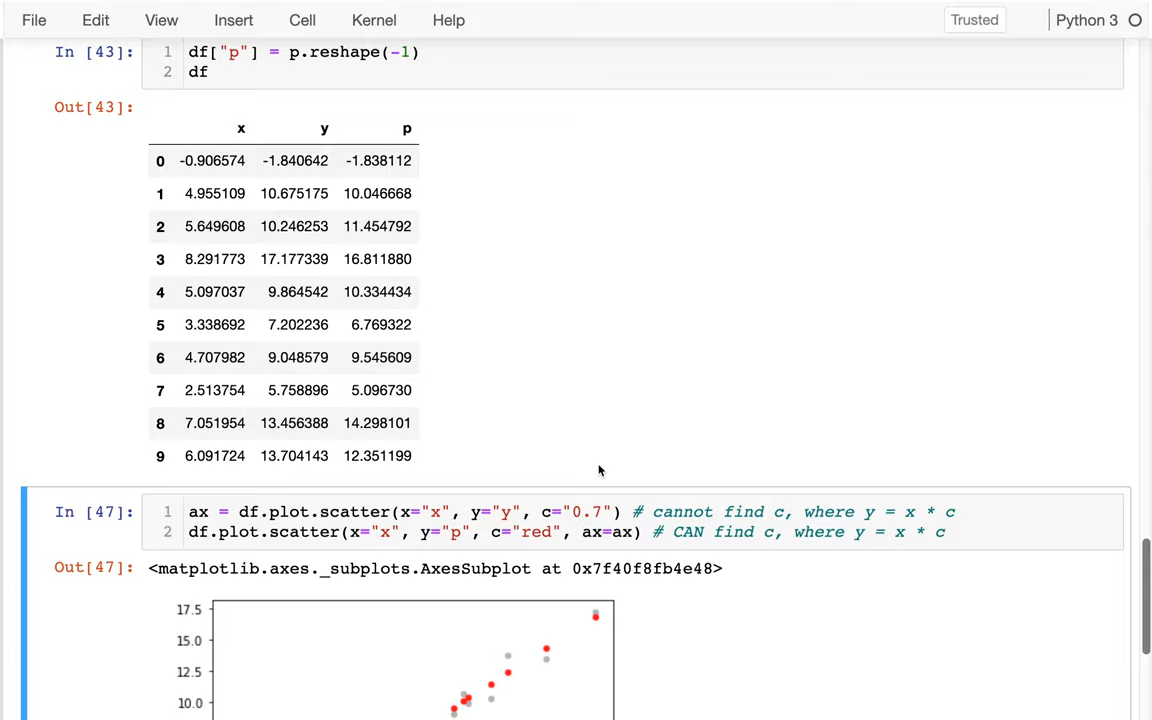 File Edit View Insert Cell Kernel Help Trusted Python 3
In [43]: 1 df["p"] = p.reshape(-1)
2 df
Out[43]:
x y p
0 -0.906574 -1.840642 -1.838112
1 4.955109 10.675175 10.046668
2 5.649608 10.246253 11.454792
3 8.291773 17.177339 16.811880
4 5.097037 9.864542 10.334434
5 3.338692 7.202236 6.769322
6 4.707982 9.048579 9.545609
7 2.513754 5.758896 5.096730
8 7.051954 13.456388 14.298101
9 6.091724 13.704143 12.351199
In [47]: 1 ax = df.plot.scatter(x="x", y="y", c="0.7") # cannot find c, where y = x * c
2 df.plot.scatter(x="x", y="p", c="red", ax=ax) # CAN find c, where y = x * c
Out[47]: <matplotlib.axes._subplots.AxesSubplot at 0x7f40f8fb4e48>
17.5
15.0
12.5
10.0